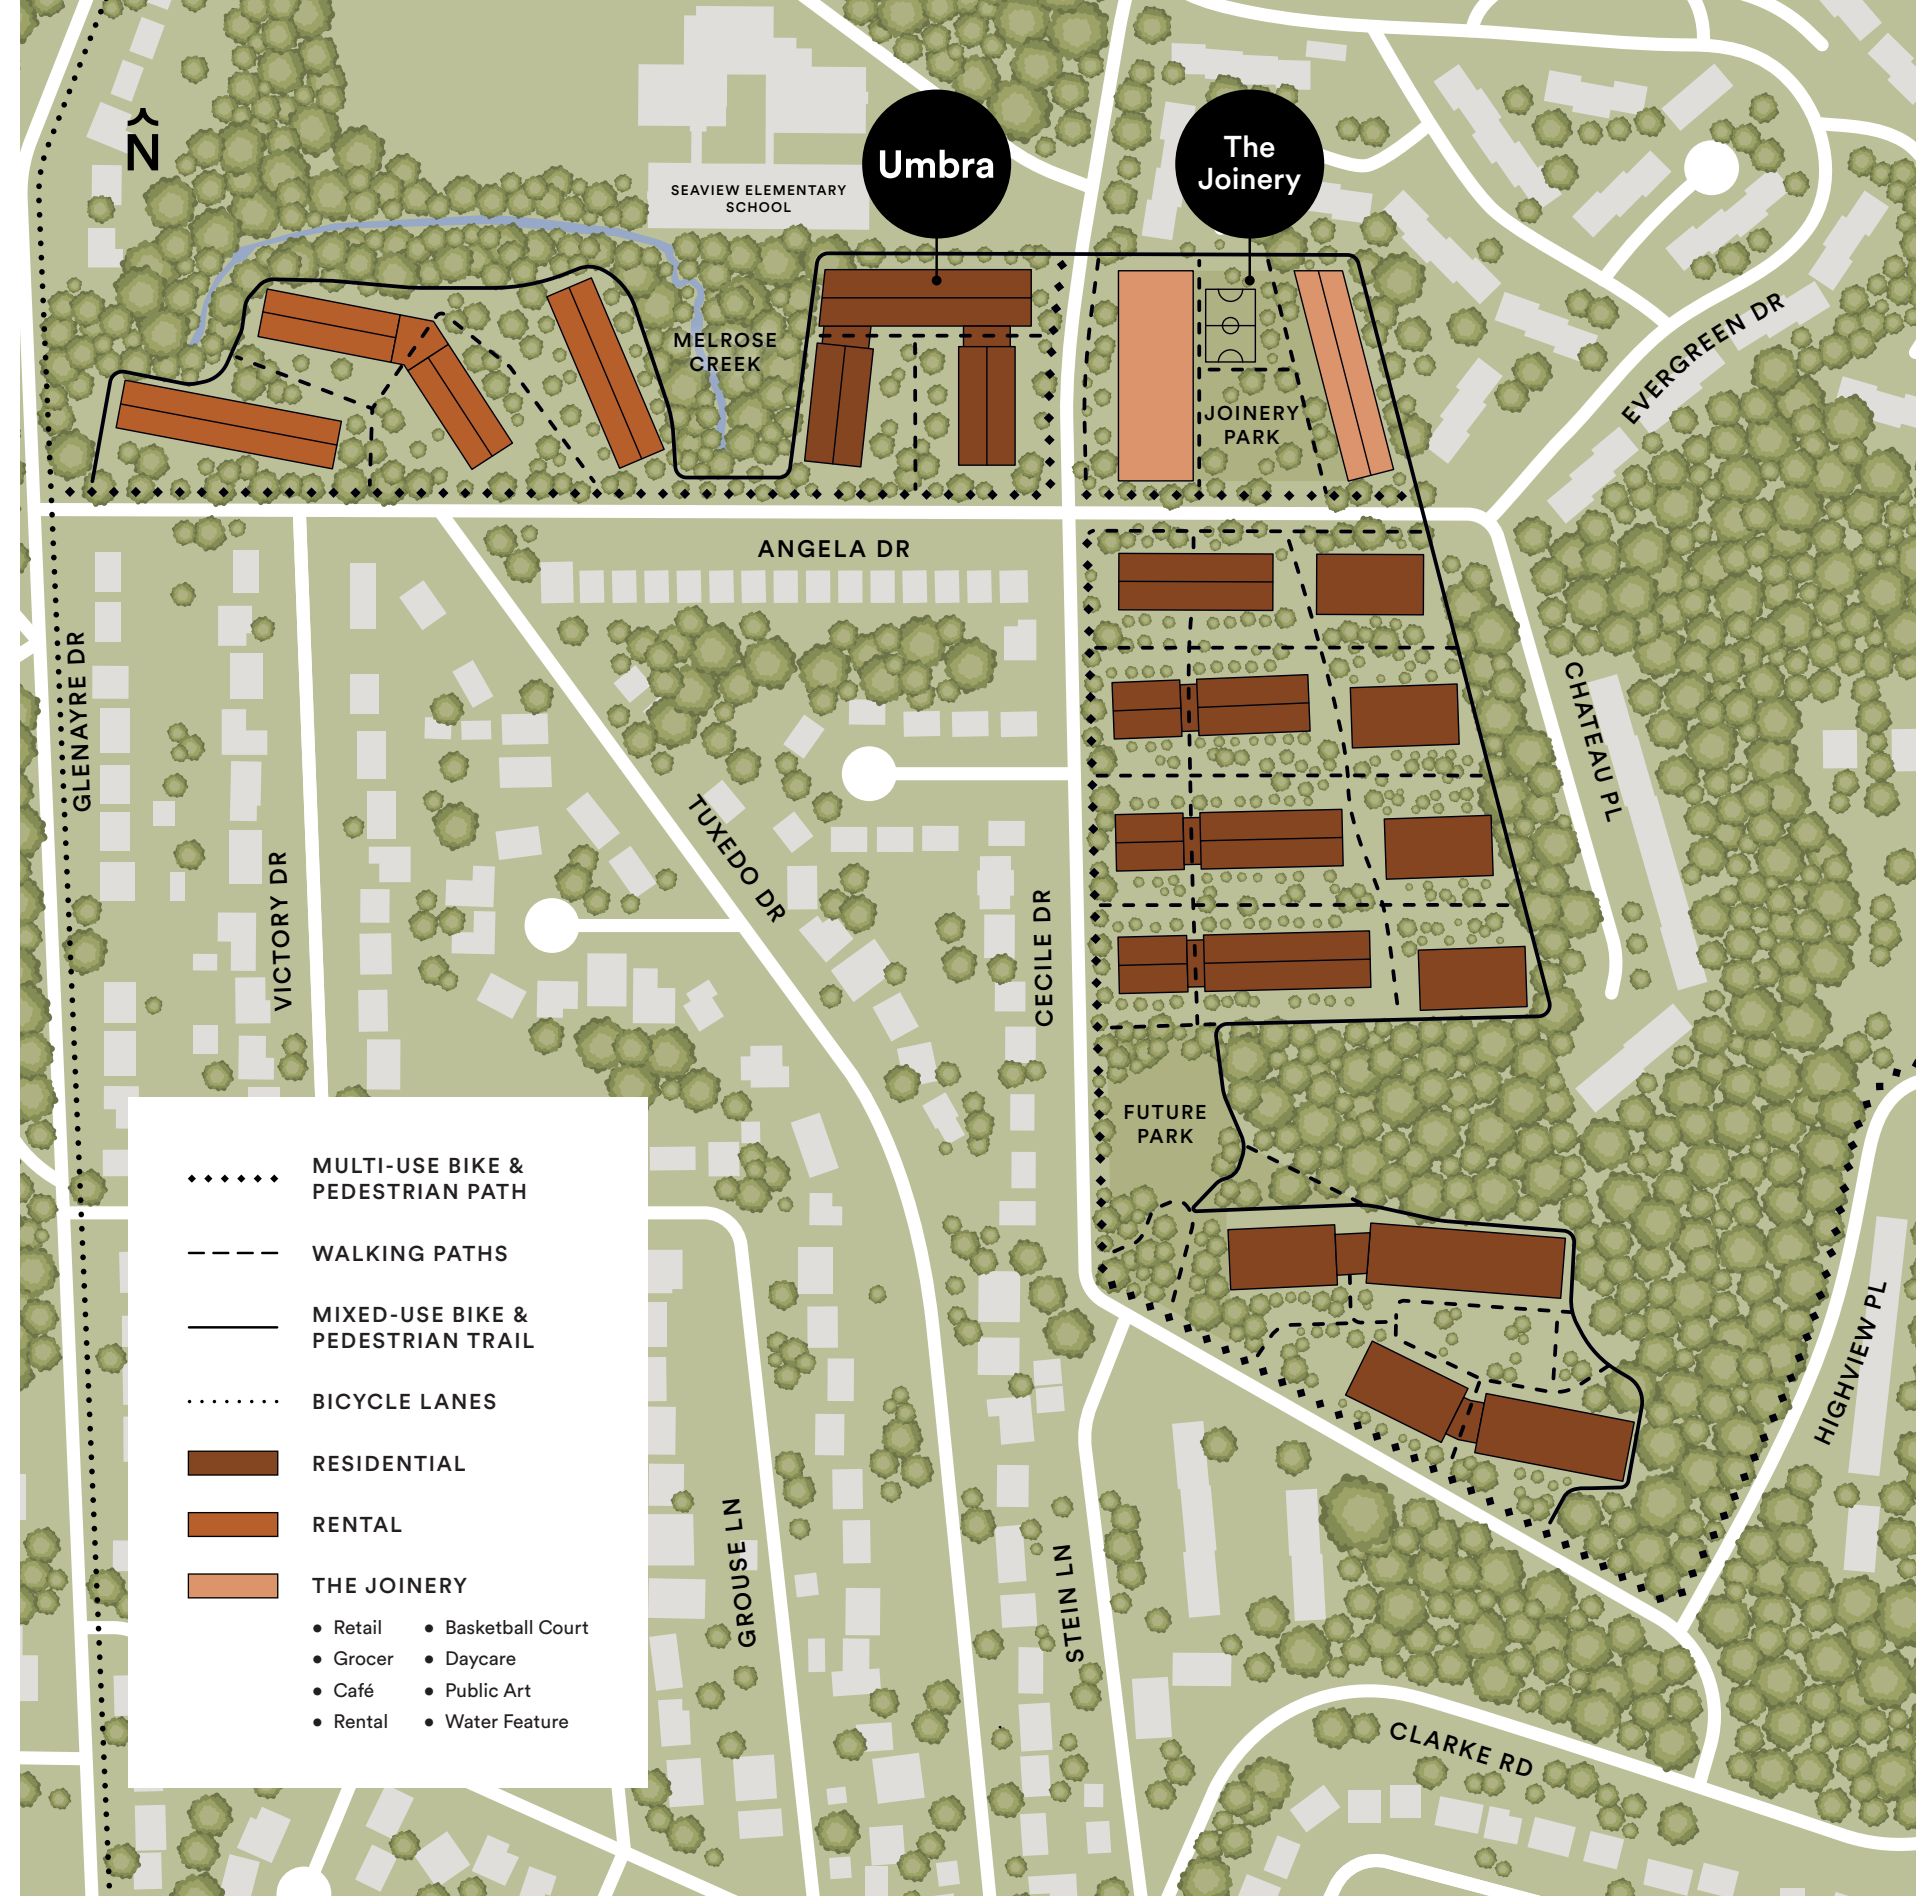 N
SEAVIEW ELEMENTARY
SCHOOL
Umbra
The
Joinery
MELROSE
CREEK
JOINERY
PARK
EVERGREEN DR
ANGELA DR
GLENAYRE DR
VICTORY DR
TUXEDO DR
CECILE DR
CHATEAU PL
FUTURE
PARK
HIGHVIEW PL
GROUSE LN
STEIN LN
CLARKE RD
MULTI-USE BIKE &
PEDESTRIAN PATH
WALKING PATHS
MIXED-USE BIKE &
PEDESTRIAN TRAIL
BICYCLE LANES
RESIDENTIAL
RENTAL
THE JOINERY
• Retail
• Grocer
• Café
• Rental
• Basketball Court
• Daycare
• Public Art
• Water Feature